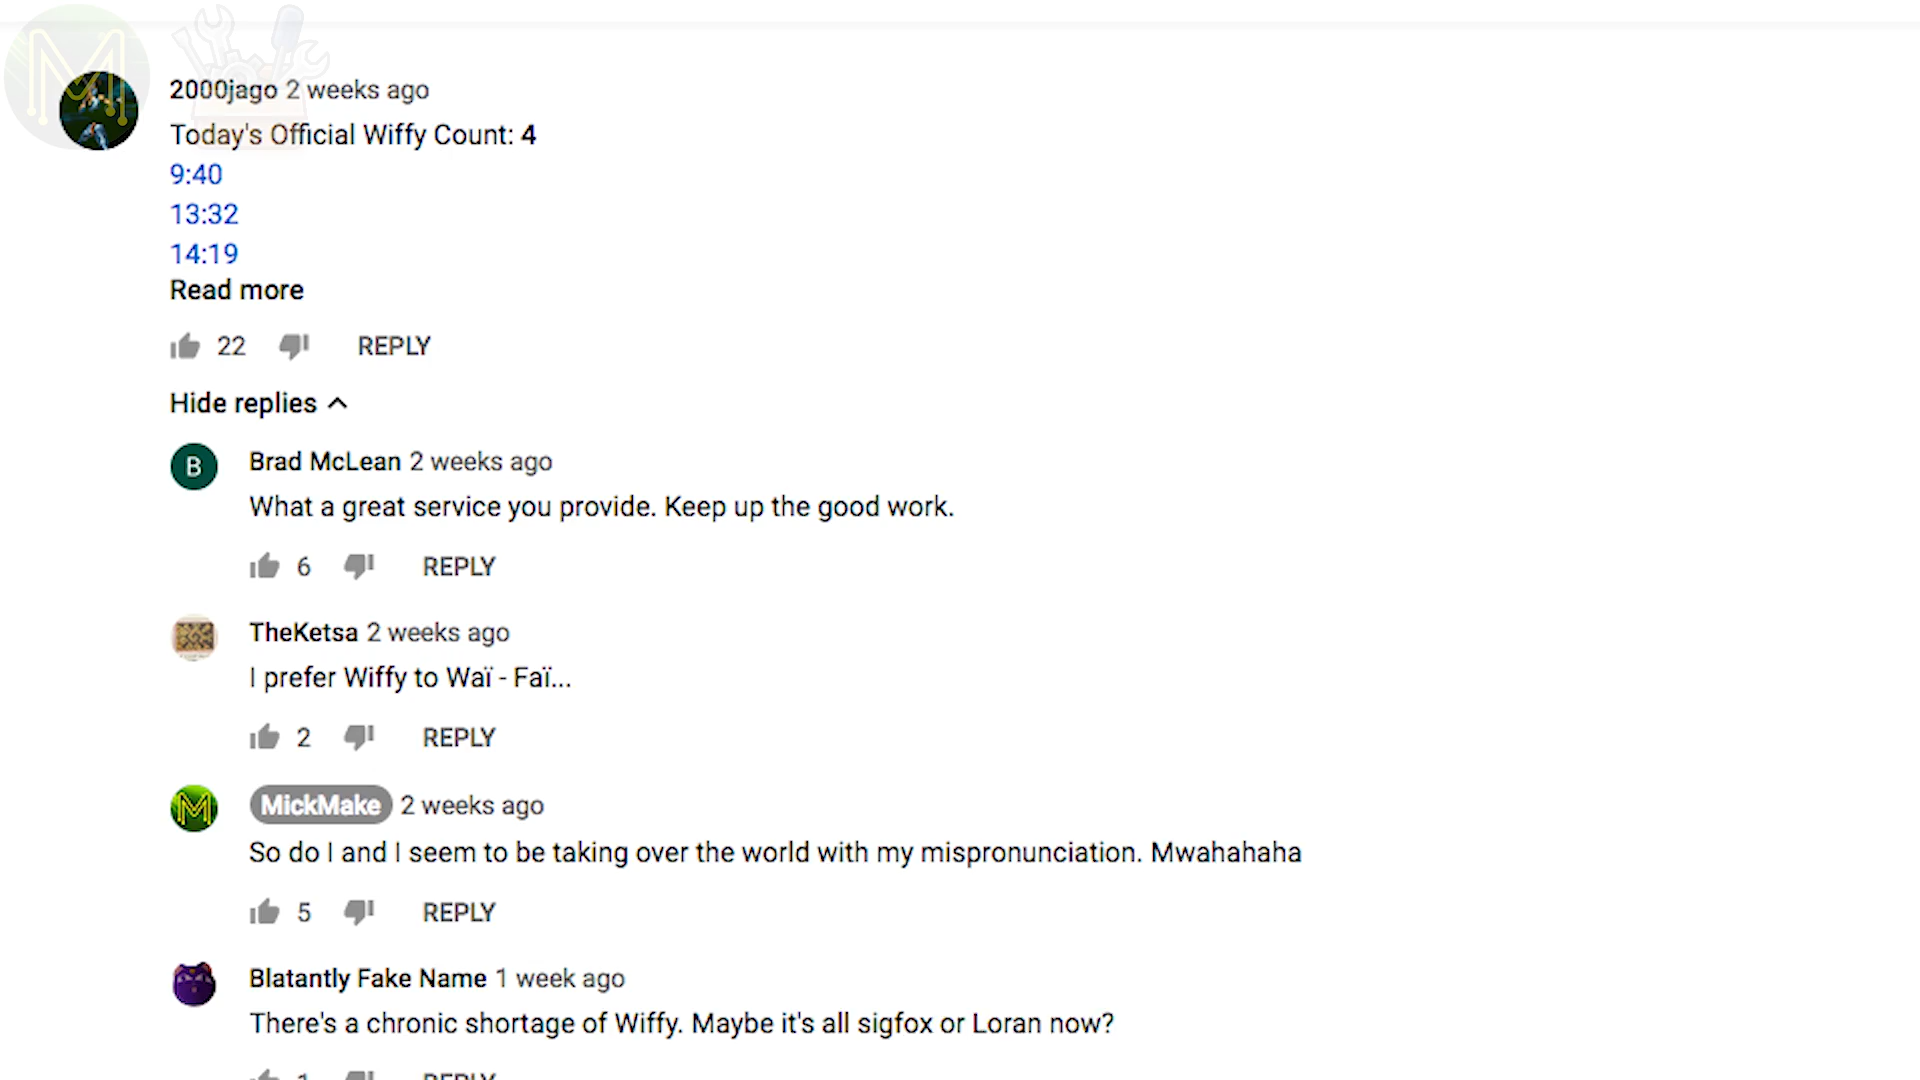 2000jago 2 weeks ago
Today's Official Wiffy Count: 4
9:40
13:32
14:19
Read more
22 REPLY
Hide replies
B
Brad McLean 2 weeks ago
What a great service you provide. Keep up the good work.
6 REPLY
TheKetsa 2 weeks ago
I prefer Wiffy to Waï - Faï...
2 REPLY
M
MickMake 2 weeks ago
So do I and I seem to be taking over the world with my mispronunciation. Mwahahaha
5 REPLY
Blatantly Fake Name 1 week ago
There's a chronic shortage of Wiffy. Maybe it's all sigfox or Loran now?
1 REPLY